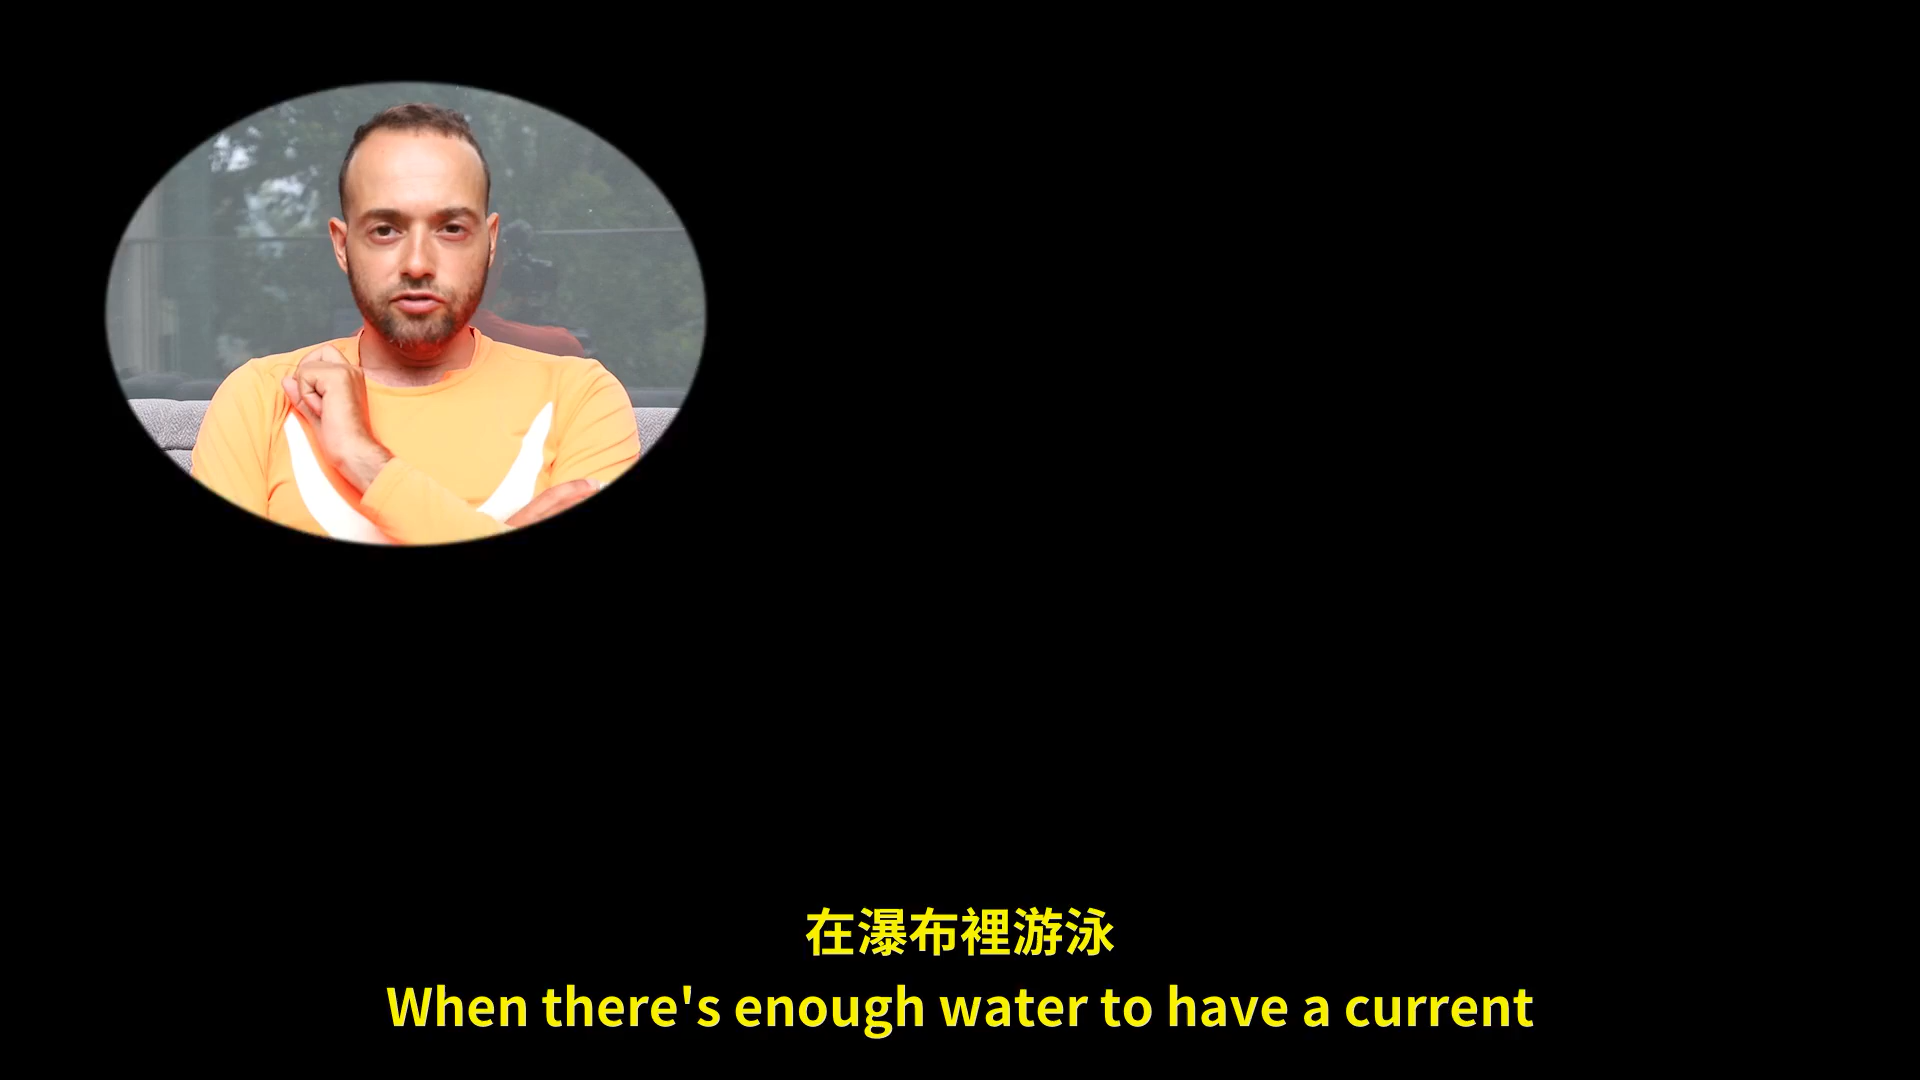 在瀑布裡游泳
When there's enough water to have a current